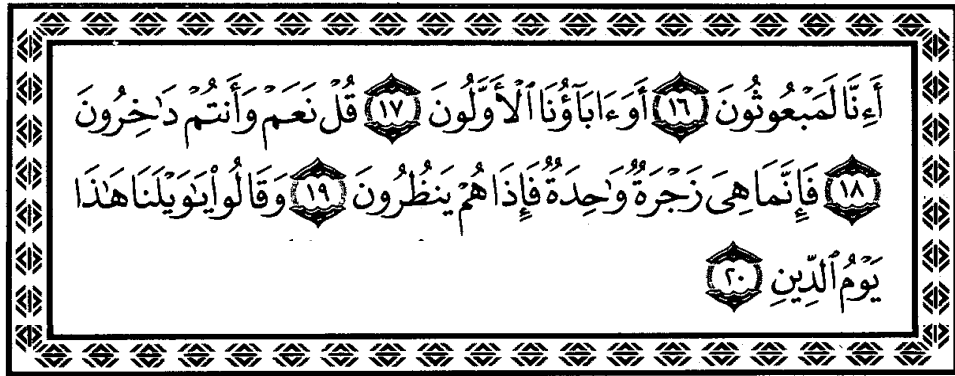 أَءِنَّا لَمَبْعُوثُونَ ١٦ أَوَءَابَآؤُنَا ٱلْأَوَّلُونَ ١٧ قُلْ نَعَمْ وَأَنتُمْ دَٰخِرُونَ
١٨ فَإِنَّمَا هِىَ زَجْرَةٌ وَٰحِدَةٌ فَإِذَا هُمْ يَنظُرُونَ ١٩ وَقَالُوا۟ يَٰوَيْلَنَا هَٰذَا
يَوْمُ ٱلدِّينِ ٢٠